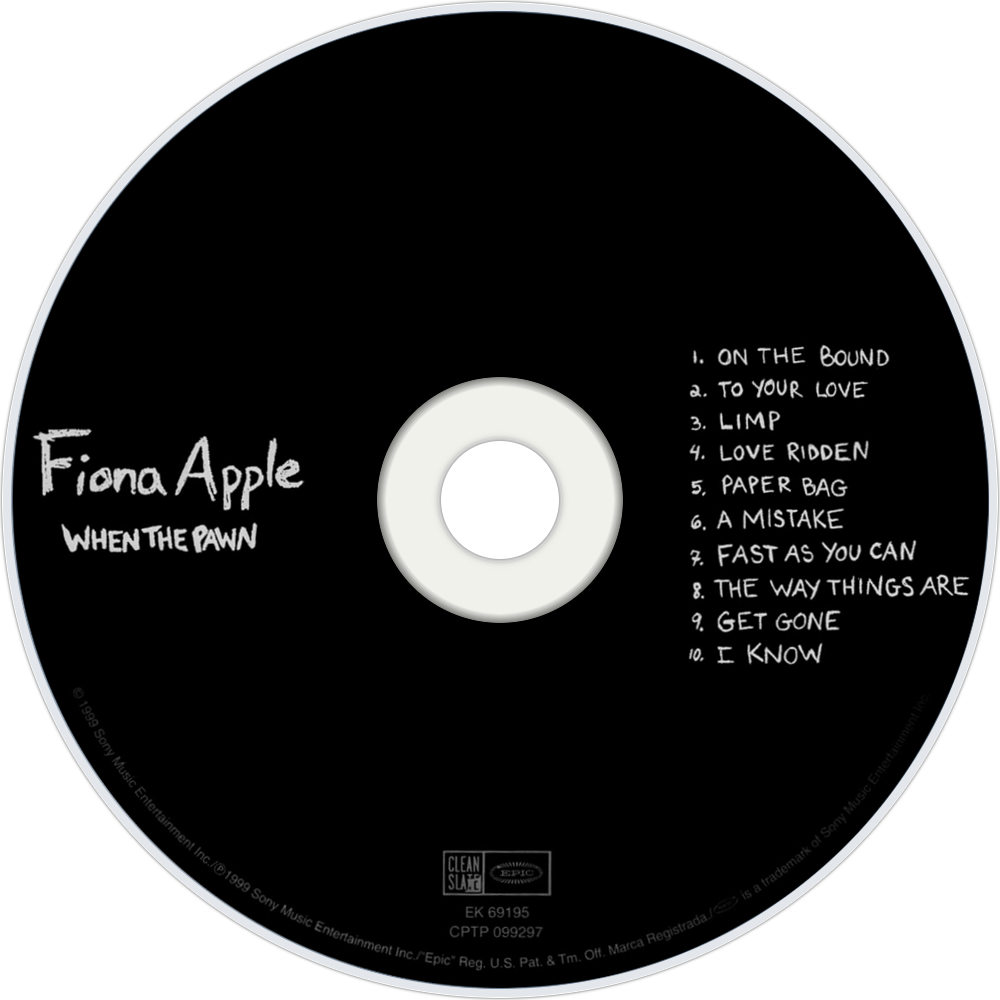 Fiona Apple
WHEN THE PAWN
1. ON THE BOUND
2. TO YOUR LOVE
3. LIMP
4. LOVE RIDDEN
5. PAPER BAG
6. A MISTAKE
7. FAST AS YOU CAN
8. THE WAY THINGS ARE
9. GET GONE
10. I KNOW
CLEAN
SLATE
EPIC
EK 69195
CPTP 099297
© 1999 Sony Music Entertainment Inc./℗ 1999 Sony Music Entertainment Inc./"Epic" Reg. U.S. Pat. & Tm. Off. Marca Registrada./EPIC is a trademark of Sony Music Entertainment Inc.